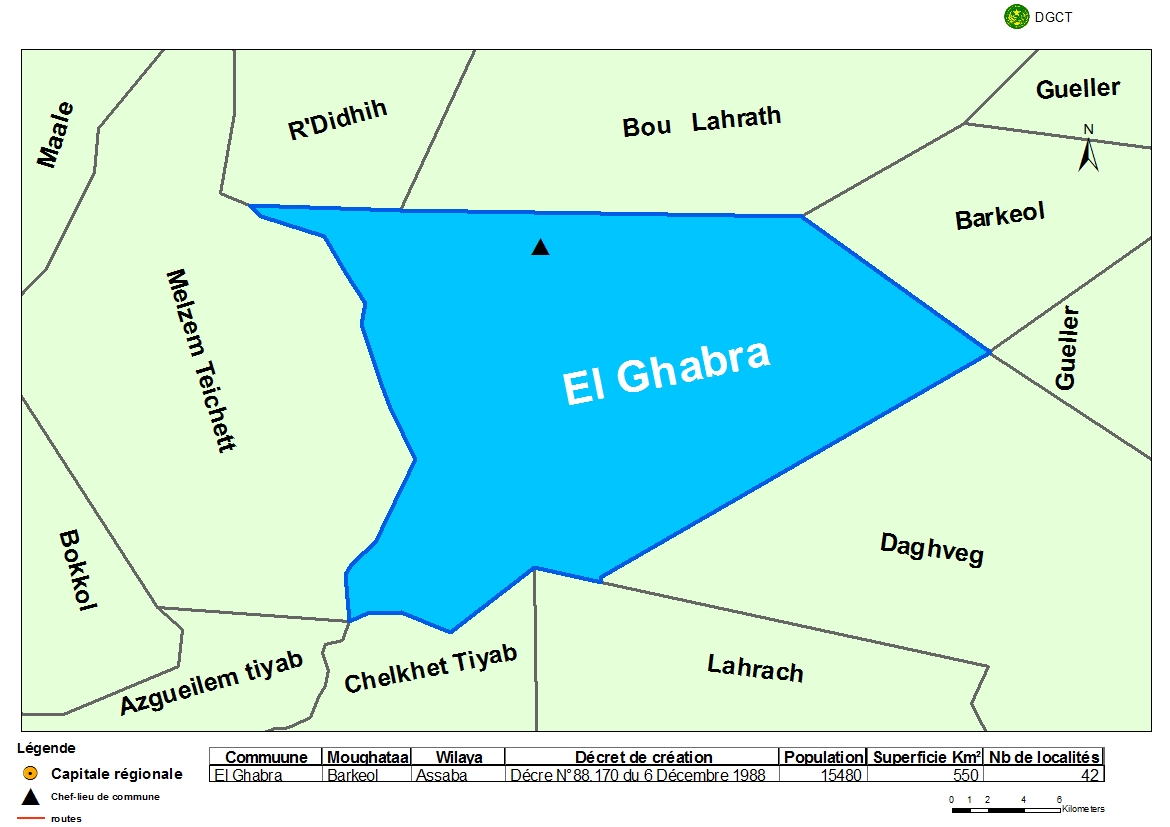 DGCT
Gueller
Maale
R'Didhih
Bou Lahrath
N
Barkeol
Melzem Teichett
Gueller
El Ghabra
Bokkol
Daghveg
Azgueilem tiyab
Chelkhet Tiyab
Lahrach
Légende
Capitale régionale
Chef-lieu de commune
routes
Commuune Moughataa Wilaya Décret de création Population Superficie Km² Nb de localités
El Ghabra Barkeol Assaba Décre N°88.170 du 6 Décembre 1988 15480 550 42
0 1 2 4 6
Kilometers